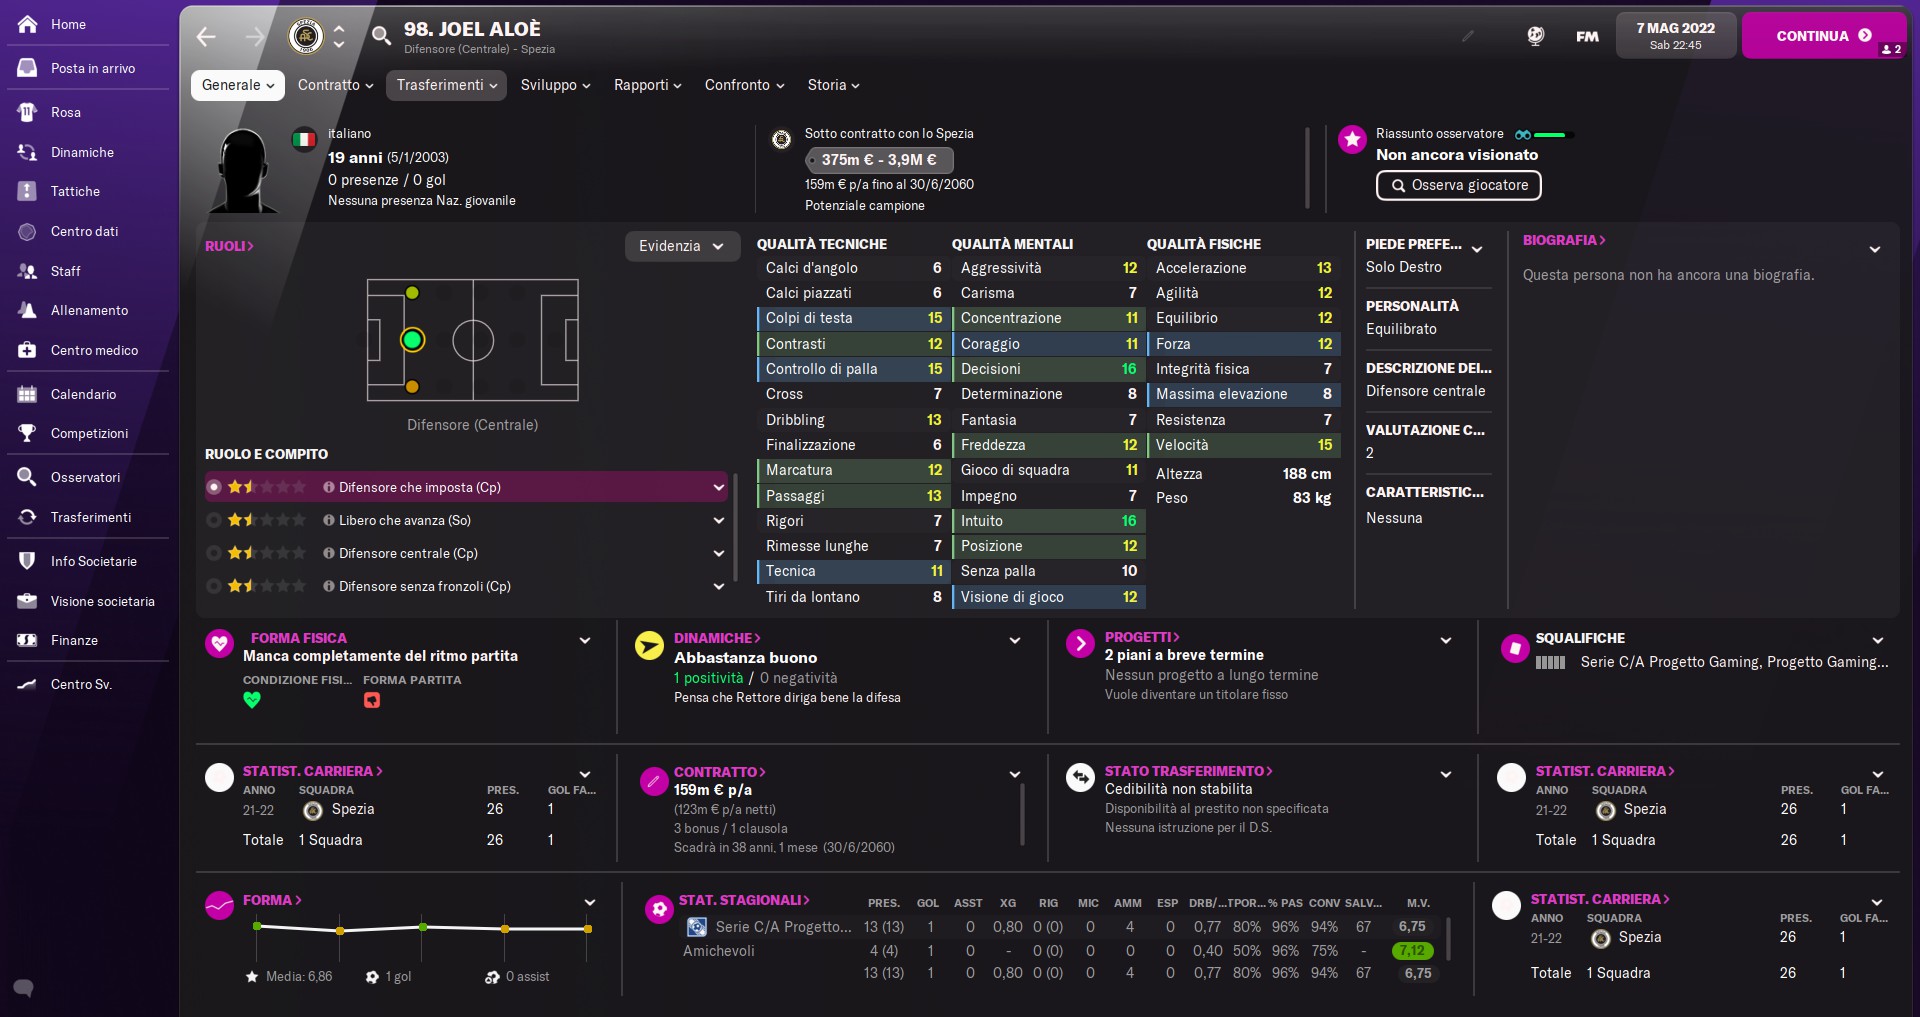 Home
Posta in arrivo
Rosa
Dinamiche
Tattiche
Centro dati
Staff
Allenamento
Centro medico
Calendario
Competizioni
Osservatori
Trasferimenti
Info Societarie
Visione societaria
Finanze
Centro Sv.
98. JOEL ALOÈ
Difensore (Centrale) - Spezia
FM
7 MAG 2022
Sab 22:45
CONTINUA
2
Generale
Contratto
Trasferimenti
Sviluppo
Rapporti
Confronto
Storia
italiano
19 anni (5/1/2003)
0 presenze / 0 gol
Nessuna presenza Naz. giovanile
Sotto contratto con lo Spezia
375m € - 3,9M €
159m € p/a fino al 30/6/2060
Potenziale campione
Riassunto osservatore
Non ancora visionato
Osserva giocatore
RUOLI
Evidenzia
Difensore (Centrale)
RUOLO E COMPITO
Difensore che imposta (Cp)
Libero che avanza (So)
Difensore centrale (Cp)
Difensore senza fronzoli (Cp)
QUALITÀ TECNICHE
Calci d'angolo 6
Calci piazzati 6
Colpi di testa 15
Contrasti 12
Controllo di palla 15
Cross 7
Dribbling 13
Finalizzazione 6
Marcatura 12
Passaggi 13
Rigori 7
Rimesse lunghe 7
Tecnica 11
Tiri da lontano 8
QUALITÀ MENTALI
Aggressività 12
Carisma 7
Concentrazione 11
Coraggio 11
Decisioni 16
Determinazione 8
Fantasia 7
Freddezza 12
Gioco di squadra 11
Impegno 7
Intuito 16
Posizione 12
Senza palla 10
Visione di gioco 12
QUALITÀ FISICHE
Accelerazione 13
Agilità 12
Equilibrio 12
Forza 12
Integrità fisica 7
Massima elevazione 8
Resistenza 7
Velocità 15
Altezza 188 cm
Peso 83 kg
PIEDE PREFE...
Solo Destro
PERSONALITÀ
Equilibrato
DESCRIZIONE DEI...
Difensore centrale
VALUTAZIONE C...
2
CARATTERISTIC...
Nessuna
BIOGRAFIA
Questa persona non ha ancora una biografia.
FORMA FISICA
Manca completamente del ritmo partita
CONDIZIONE FISI... FORMA PARTITA
DINAMICHE
Abbastanza buono
1 positività / 0 negatività
Pensa che Rettore diriga bene la difesa
PROGETTI
2 piani a breve termine
Nessun progetto a lungo termine
Vuole diventare un titolare fisso
SQUALIFICHE
Serie C/A Progetto Gaming, Progetto Gaming...
STATIST. CARRIERA
ANNO SQUADRA PRES. GOL FA...
21-22 Spezia 26 1
Totale 1 Squadra 26 1
CONTRATTO
159m € p/a
(123m € p/a netti)
3 bonus / 1 clausola
Scadrà in 38 anni, 1 mese (30/6/2060)
STATO TRASFERIMENTO
Cedibilità non stabilita
Disponibilità al prestito non specificata
Nessuna istruzione per il D.S.
STATIST. CARRIERA
ANNO SQUADRA PRES. GOL FA...
21-22 Spezia 26 1
Totale 1 Squadra 26 1
FORMA
Media: 6,86 1 gol 0 assist
STAT. STAGIONALI PRES. GOL ASST XG RIG MIC AMM ESP DRB/... TPOR... % PAS CONV SALV... M.V.
Serie C/A Progetto... 13 (13) 1 0 0,80 0 (0) 0 4 0 0,77 80% 96% 94% 67 6,75
Amichevoli 4 (4) 1 0 - 0 (0) 0 0 0 0,40 50% 96% 75% - 7,12
13 (13) 1 0 0,80 0 (0) 0 4 0 0,77 80% 96% 94% 67 6,75
STATIST. CARRIERA
ANNO SQUADRA PRES. GOL FA...
21-22 Spezia 26 1
Totale 1 Squadra 26 1